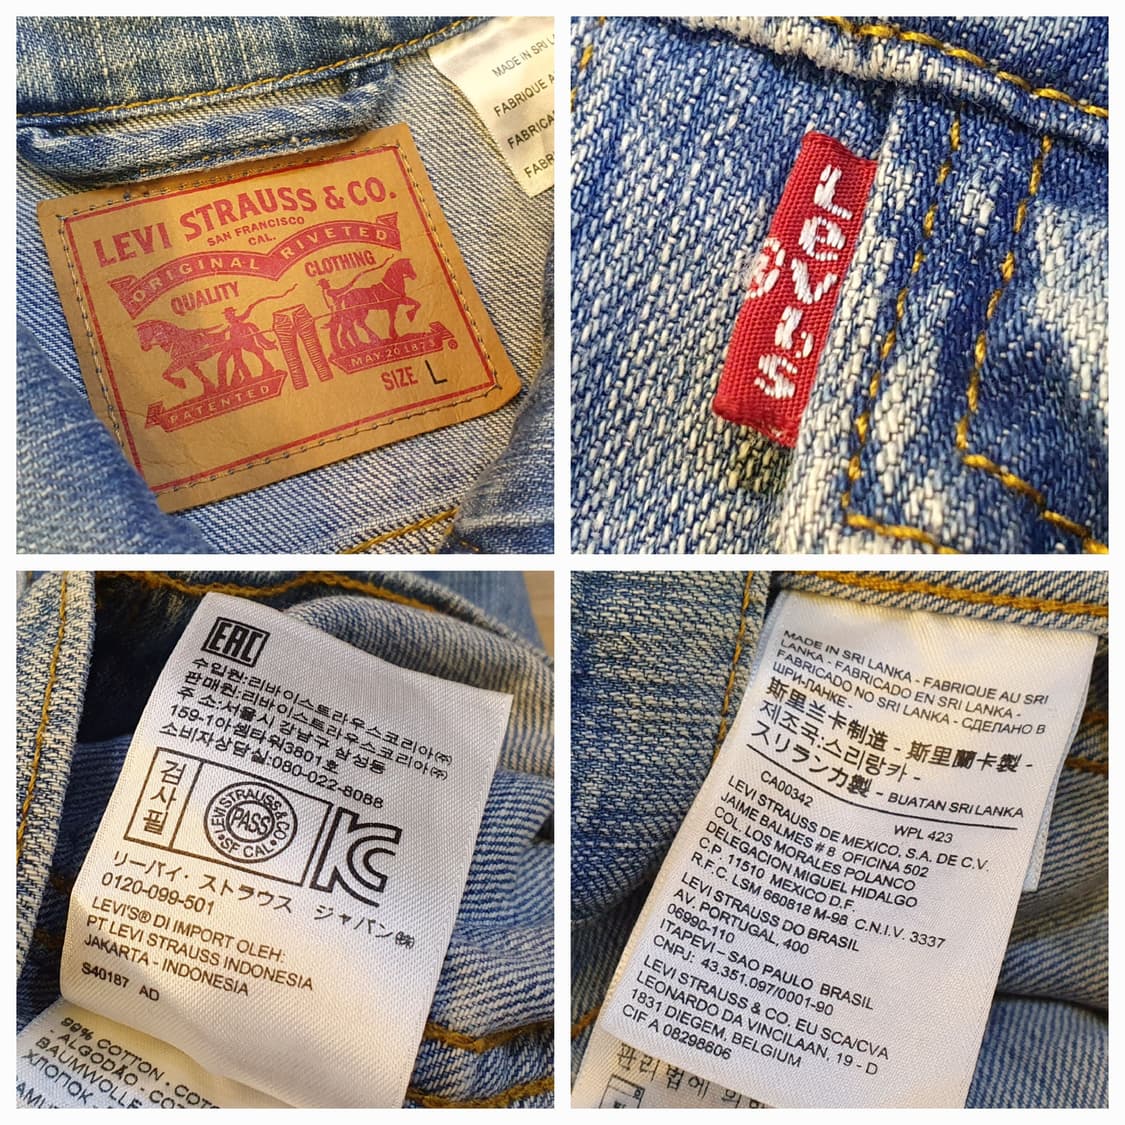 LEVI STRAUSS & CO.
SAN FRANCISCO
CAL.
ORIGINAL RIVETED
QUALITY CLOTHING
PATENTED MAY 20 1873 ®
SIZE L
MADE IN SRI
FABRIQUE A
FABRICA
FABR
LEVI'S
®
EAC
수입원:리바이스트라우스코리아(주)
판매원:리바이스트라우스코리아(주)
주 소:서울시 강남구 삼성동
159-1아셈타워3801호
소비자상담실:080-022-8088
검사필
LEVI STRAUSS & CO.
PASS
SF CAL.
KC
リーバイ・ストラウス ジャパン㈱
0120-099-501
LEVI'S® DI IMPORT OLEH:
PT LEVI STRAUSS INDONESIA
JAKARTA - INDONESIA
S40187 AD
99% COTTON
- ALGODÃO - COT
BAUMWOLLE
ХЛОПОК
MADE IN SRI LANKA - FABRIQUE AU SRI
LANKA - FABRICADO EN SRI LANKA -
FABRICADO NO SRI LANKA - СДЕЛАНО В
ШРИ-ЛАНКЕ -
斯里兰卡制造 - 斯里蘭卡製 -
제조국:스리랑카 -
スリランカ製 - BUATAN SRI LANKA
CA00342 WPL 423
LEVI STRAUSS DE MEXICO, S.A. DE C.V.
JAIME BALMES # 8 OFICINA 502
COL. LOS MORALES POLANCO
DELEGACION MIGUEL HIDALGO
C.P. 11510 MEXICO D.F.
R.F.C. LSM 660818 M-98 C.N.I.V. 3337
LEVI STRAUSS DO BRASIL
AV. PORTUGAL, 400
06990-110
ITAPEVI - SAO PAULO BRASIL
CNPJ: 43,351.097/0001-90
LEVI STRAUSS & CO. EU SCA/CVA
LEONARDO DA VINCILAAN, 19 - D
1831 DIEGEM, BELGIUM
CIF A 08298606
관리법에